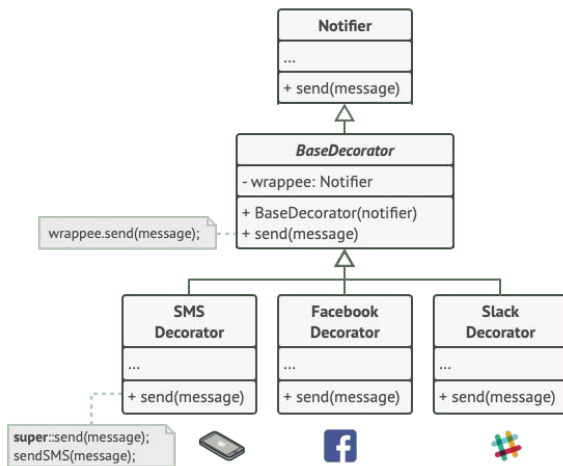 Notifier
...
+ send(message)
BaseDecorator
- wrappee: Notifier
+ BaseDecorator(notifier)
+ send(message)
wrappee.send(message);
SMS
Decorator
...
+ send(message)
Facebook
Decorator
...
+ send(message)
Slack
Decorator
...
+ send(message)
super::send(message);
sendSMS(message);